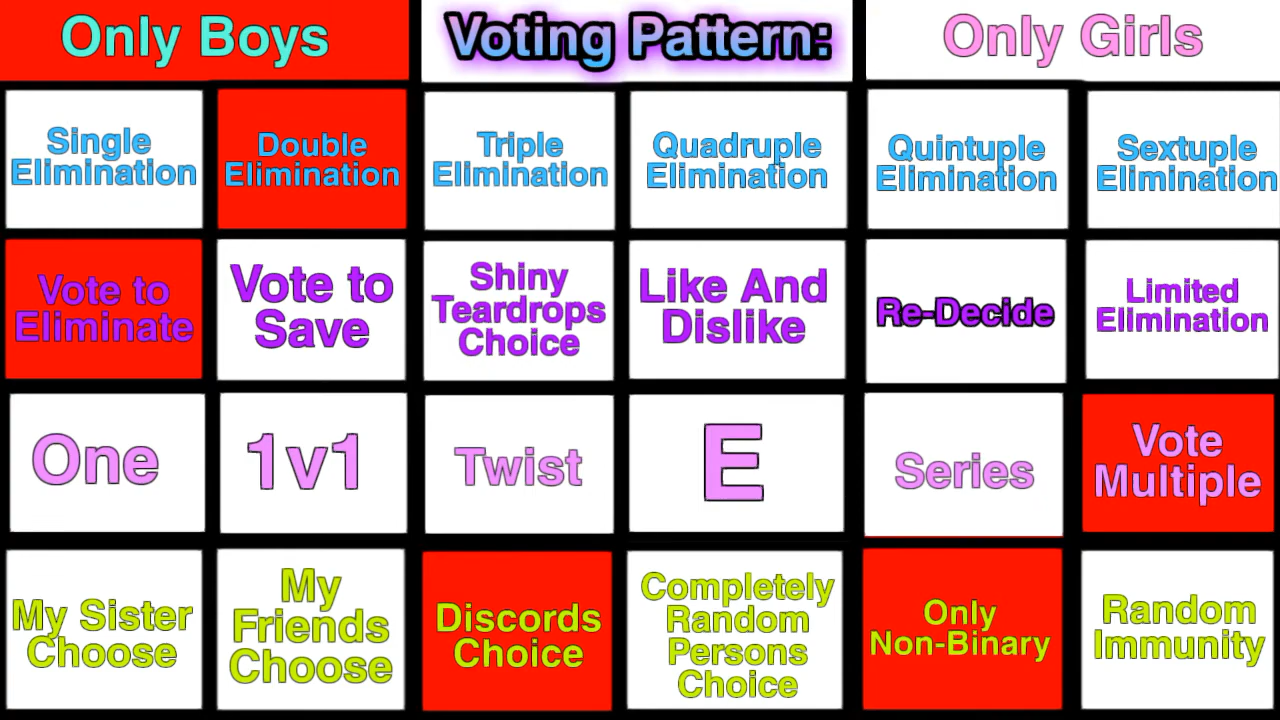 Only Boys
Voting Pattern:
Only Girls
Single
Elimination
Double
Elimination
Triple
Elimination
Quadruple
Elimination
Quintuple
Elimination
Sextuple
Elimination
Vote to
Eliminate
Vote to
Save
Shiny
Teardrops
Choice
Like And
Dislike
Re-Decide
Limited
Elimination
One
1v1
Twist
E
Series
Vote
Multiple
My Sister
Choose
My
Friends
Choose
Discords
Choice
Completely
Random
Persons
Choice
Only
Non-Binary
Random
Immunity